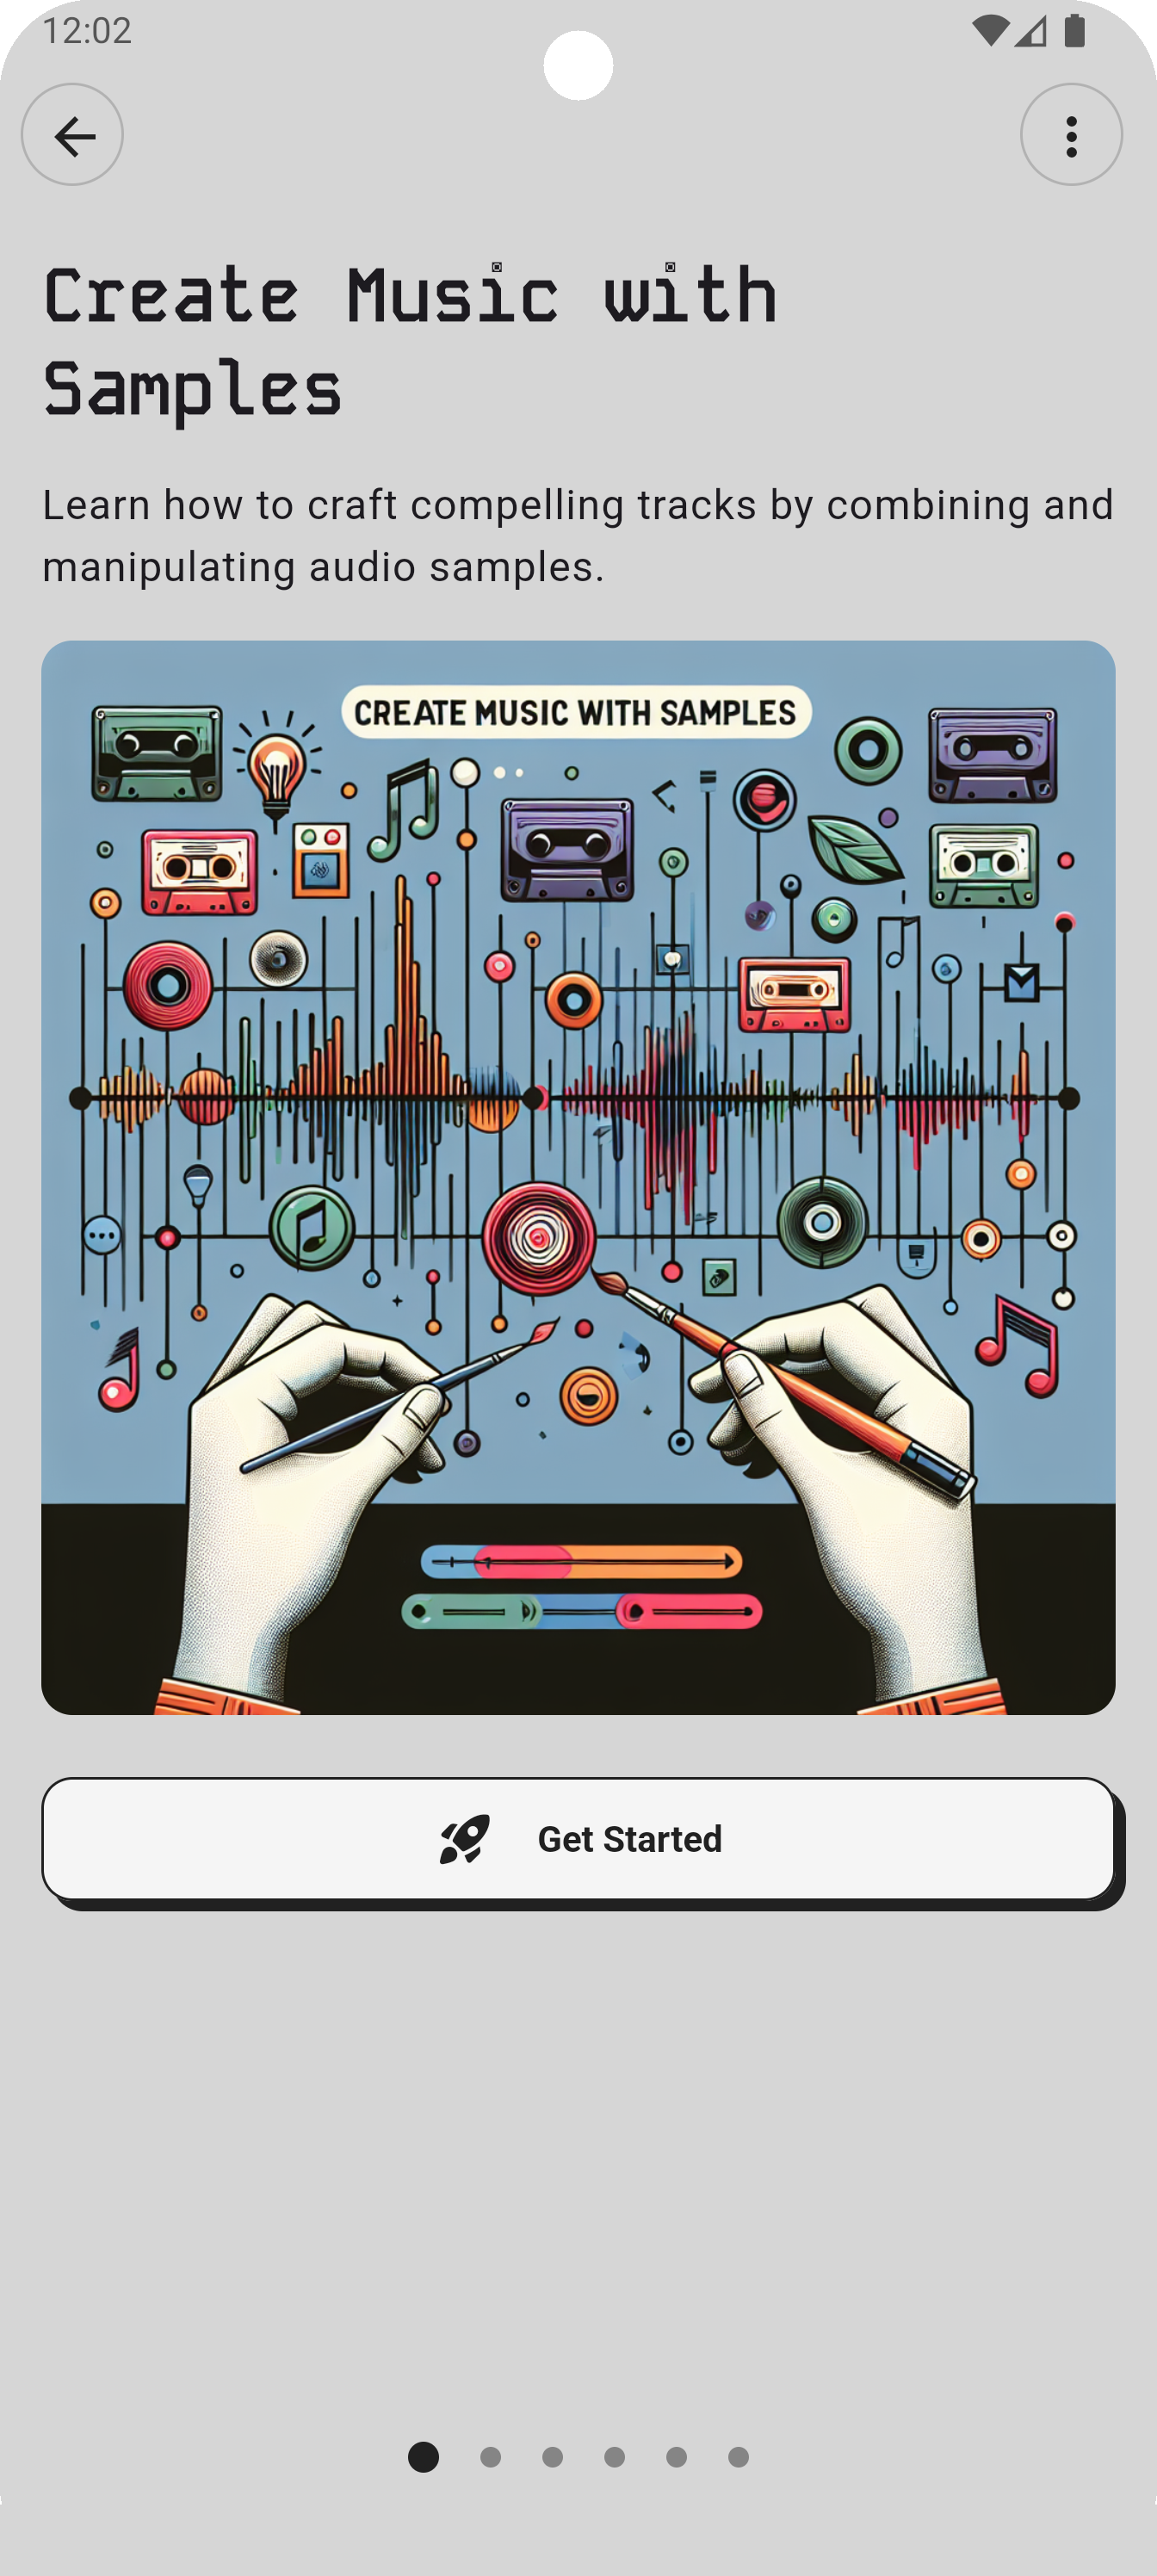 12:02
Create Music with
Samples
Learn how to craft compelling tracks by combining and
manipulating audio samples.
CREATE MUSIC WITH SAMPLES
Get Started